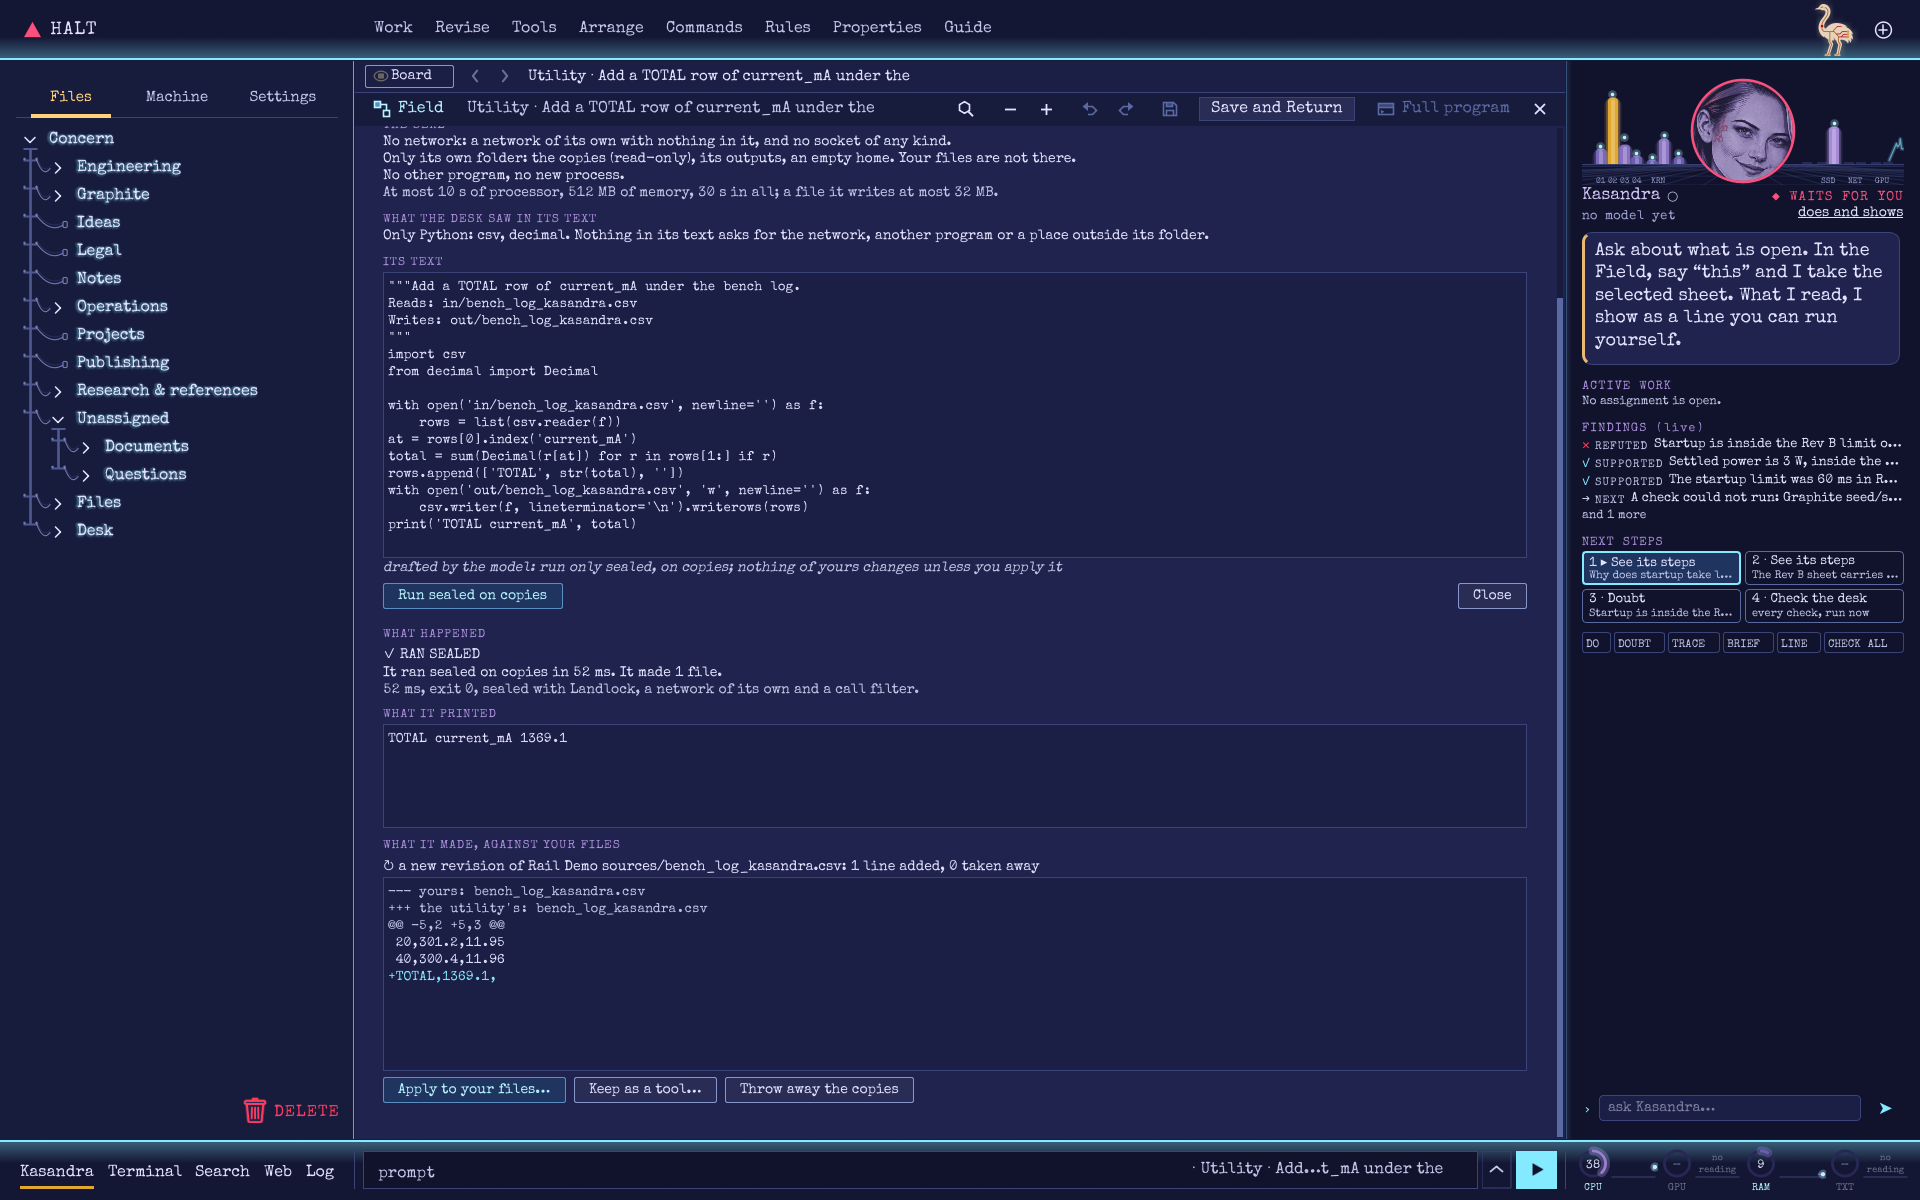 HALT
Work Revise Tools Arrange Commands Rules Properties Guide
Files Machine Settings
Concern
Engineering
Graphite
Ideas
Legal
Notes
Operations
Projects
Publishing
Research & references
Unassigned
Documents
Questions
Files
Desk
DELETE
Board Utility · Add a TOTAL row of current_mA under the
Field Utility · Add a TOTAL row of current_mA under the Save and Return Full program
No network: a network of its own with nothing in it, and no socket of any kind.
Only its own folder: the copies (read-only), its outputs, an empty home. Your files are not there.
No other program, no new process.
At most 10 s of processor, 512 MB of memory, 30 s in all; a file it writes at most 32 MB.
WHAT THE DESK SAW IN ITS TEXT
Only Python: csv, decimal. Nothing in its text asks for the network, another program or a place outside its folder.
ITS TEXT
"""Add a TOTAL row of current_mA under the bench log.
Reads: in/bench_log_kasandra.csv
Writes: out/bench_log_kasandra.csv
"""
import csv
from decimal import Decimal
with open('in/bench_log_kasandra.csv', newline='') as f:
    rows = list(csv.reader(f))
at = rows[0].index('current_mA')
total = sum(Decimal(r[at]) for r in rows[1:] if r)
rows.append(['TOTAL', str(total), ''])
with open('out/bench_log_kasandra.csv', 'w', newline='') as f:
    csv.writer(f, lineterminator='\n').writerows(rows)
print('TOTAL current_mA', total)
drafted by the model: run only sealed, on copies; nothing of yours changes unless you apply it
Run sealed on copies Close
WHAT HAPPENED
✓ RAN SEALED
It ran sealed on copies in 52 ms. It made 1 file.
52 ms, exit 0, sealed with Landlock, a network of its own and a call filter.
WHAT IT PRINTED
TOTAL current_mA 1369.1
WHAT IT MADE, AGAINST YOUR FILES
↻ a new revision of Rail Demo sources/bench_log_kasandra.csv: 1 line added, 0 taken away
--- yours: bench_log_kasandra.csv
+++ the utility's: bench_log_kasandra.csv
@@ -5,2 +5,3 @@
 20,301.2,11.95
 40,300.4,11.96
+TOTAL,1369.1,
Apply to your files... Keep as a tool... Throw away the copies
01 02 03 04 KRN SSD NET GPU
Kasandra ◆ WAITS FOR YOU
no model yet does and shows
Ask about what is open. In the
Field, say “this” and I take the
selected sheet. What I read, I
show as a line you can run
yourself.
ACTIVE WORK
No assignment is open.
FINDINGS (live)
× REFUTED Startup is inside the Rev B limit o...
✓ SUPPORTED Settled power is 3 W, inside the ...
✓ SUPPORTED The startup limit was 60 ms in R...
→ NEXT A check could not run: Graphite seed/s...
and 1 more
NEXT STEPS
1 ▸ See its steps 2 · See its steps
Why does startup take l... The Rev B sheet carries ...
3 · Doubt 4 · Check the desk
Startup is inside the R... every check, run now
DO DOUBT TRACE BRIEF LINE CHECK ALL
› ask Kasandra...
Kasandra Terminal Search Web Log
prompt · Utility · Add...t_mA under the
38 – no reading 9 – no reading
CPU GPU RAM TXT